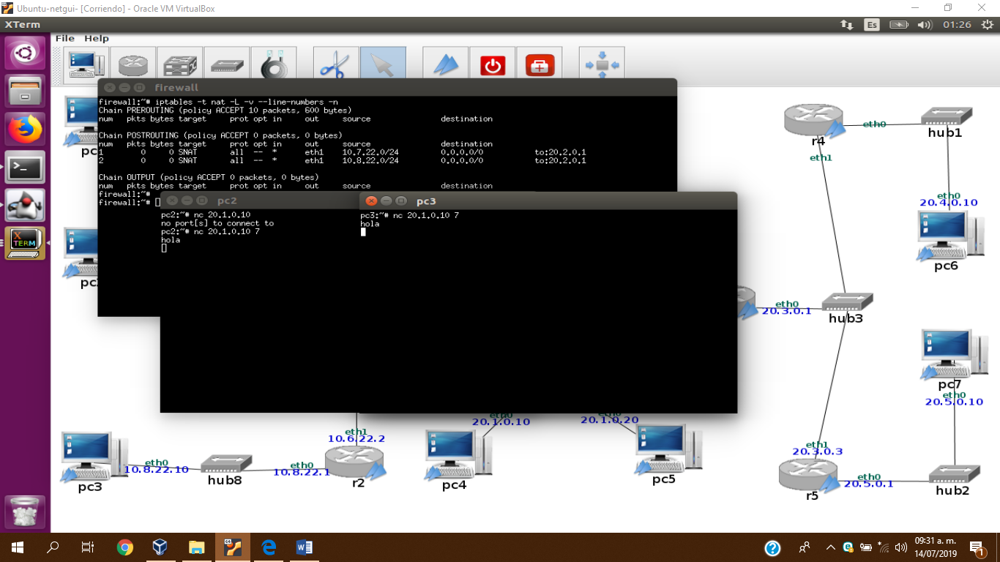 Ubuntu-netgui- [Corriendo] - Oracle VM VirtualBox
XTerm
Es
01:26
File Help
firewall
firewall:~# iptables -t nat -L -v --line-numbers -n
Chain PREROUTING (policy ACCEPT 10 packets, 600 bytes)
num pkts bytes target prot opt in out source destination
Chain POSTROUTING (policy ACCEPT 0 packets, 0 bytes)
num pkts bytes target prot opt in out source destination
1 0 0 SNAT all -- * eth1 10.7.22.0/24 0.0.0.0/0 to:20.2.0.1
2 0 0 SNAT all -- * eth1 10.8.22.0/24 0.0.0.0/0 to:20.2.0.1
Chain OUTPUT (policy ACCEPT 0 packets, 0 bytes)
num pkts bytes target prot opt in out source destination
firewall:~#
firewall:~#
pc2
pc2:~# nc 20.1.0.10
no port[s] to connect to
pc2:~# nc 20.1.0.10 7
hola
pc3
pc3:~# nc 20.1.0.10 7
hola
XTERM
r4
eth0
hub1
eth1
eth0
20.4.0.10
pc6
eth0
20.3.0.1
hub3
pc7
eth0
20.5.0.10
eth1
20.3.0.3
r5
eth0
20.5.0.1
hub2
pc3
eth0
10.8.22.10
hub8
eth0
10.8.22.1
eth1
10.6.22.2
r2
eth0
20.1.0.10
pc4
20.1.0.20
pc5
09:31 a. m.
14/07/2019
1